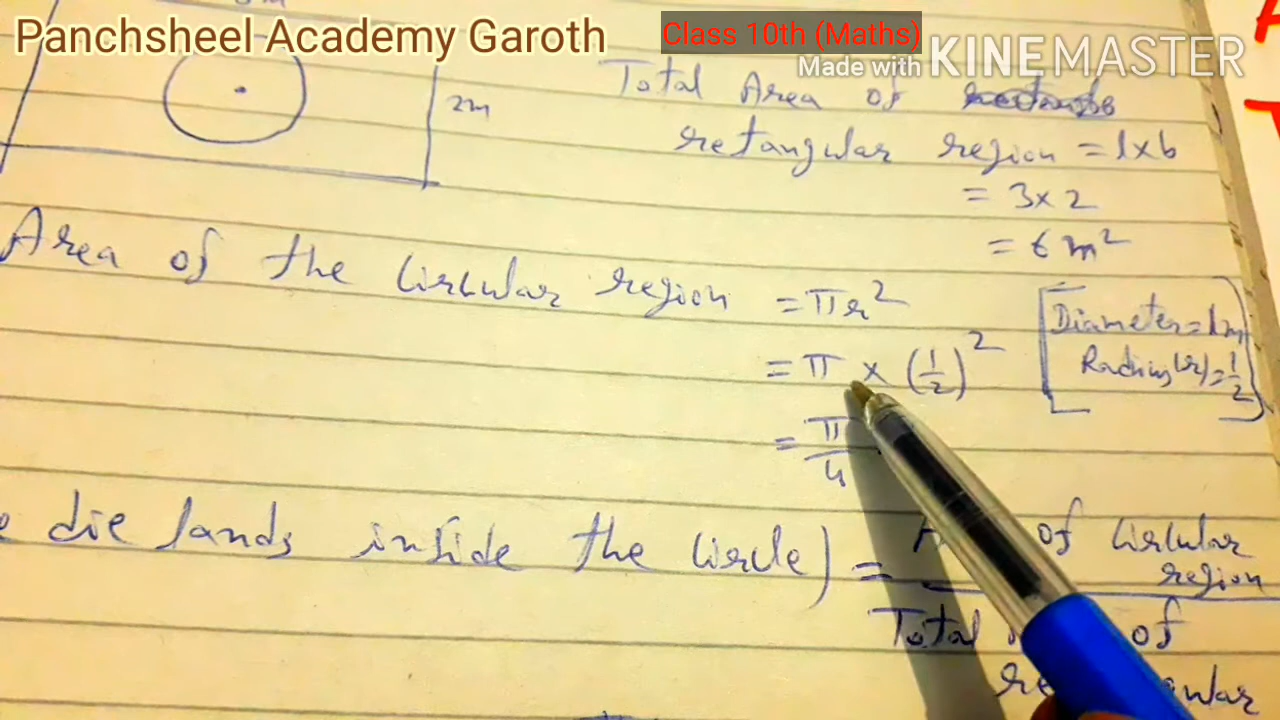 Panchsheel Academy Garoth
Class 10th (Maths)
Made with KINEMASTER
2m
Total Area of
retangular region = l×b
= 3×2
= 6 m²
Area of the circular region = πr²
= π × (1/2)²
[Diameter = 1m
Radius(r) = 1/2]
= π/4
die lands inside the circle) = of circular region
Total of